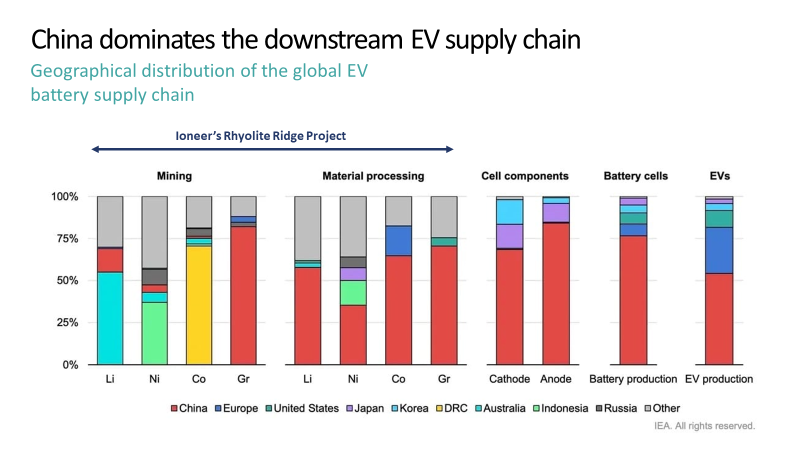 China dominates the downstream EV supply chain
Geographical distribution of the global EV
battery supply chain
Ioneer's Rhyolite Ridge Project
Mining
Material processing
Cell components
Battery cells
EVs
100%
75%
50%
25%
0%
Li Ni Co Gr
Li Ni Co Gr
Cathode Anode
Battery production
EV production
China Europe United States Japan Korea DRC Australia Indonesia Russia Other
IEA. All rights reserved.